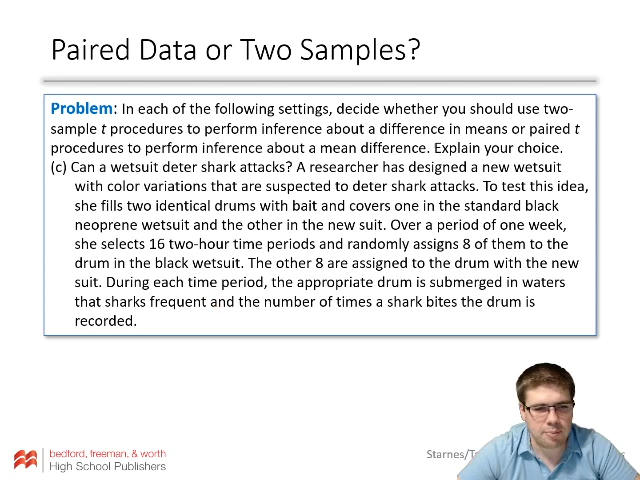 Paired Data or Two Samples?
Problem: In each of the following settings, decide whether you should use two-
sample t procedures to perform inference about a difference in means or paired t
procedures to perform inference about a mean difference. Explain your choice.
(c) Can a wetsuit deter shark attacks? A researcher has designed a new wetsuit
with color variations that are suspected to deter shark attacks. To test this idea,
she fills two identical drums with bait and covers one in the standard black
neoprene wetsuit and the other in the new suit. Over a period of one week,
she selects 16 two-hour time periods and randomly assigns 8 of them to the
drum in the black wetsuit. The other 8 are assigned to the drum with the new
suit. During each time period, the appropriate drum is submerged in waters
that sharks frequent and the number of times a shark bites the drum is
recorded.
bedford, freeman, & worth
High School Publishers
Starnes/